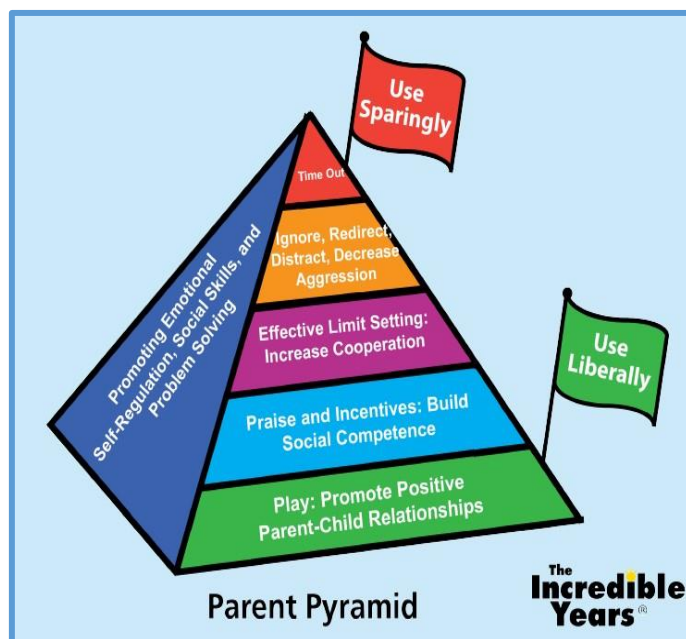 Use
Sparingly
Time Out
Ignore, Redirect,
Distract, Decrease
Aggression
Promoting Emotional
Self-Regulation, Social Skills, and
Problem Solving
Effective Limit Setting:
Increase Cooperation
Use
Liberally
Praise and Incentives: Build
Social Competence
Play: Promote Positive
Parent-Child Relationships
Parent Pyramid
The
Incredible
Years®